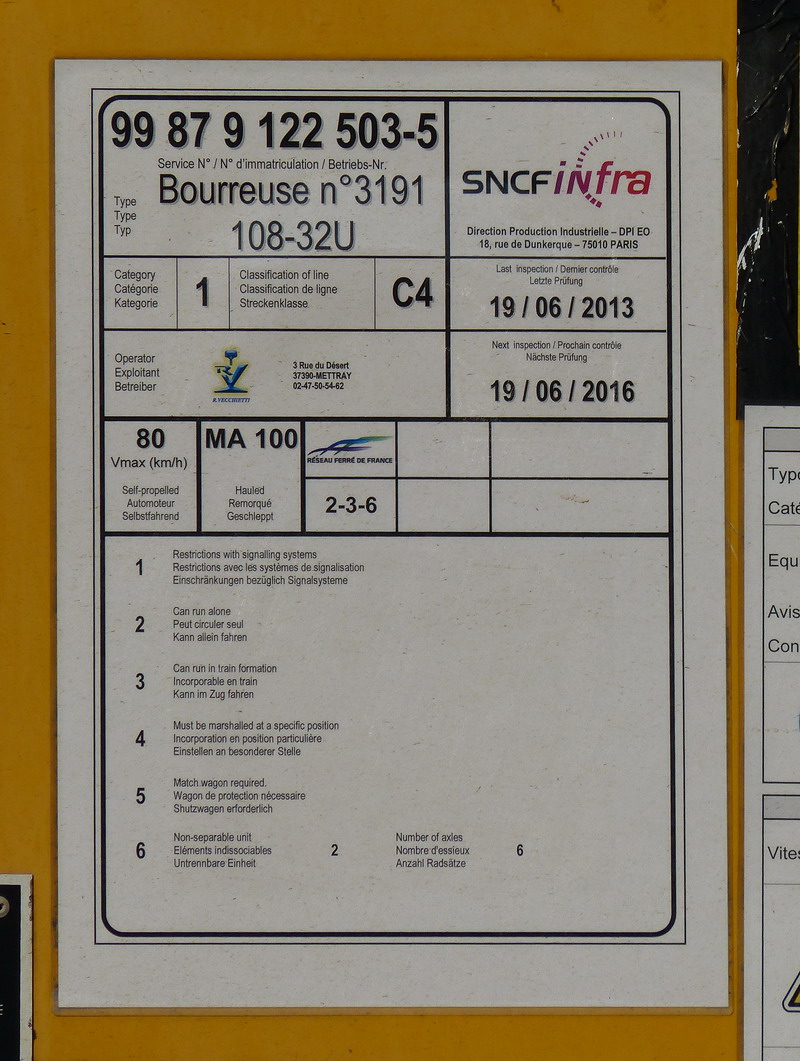 99 87 9 122 503-5
Service N° / N° d'immatriculation / Betriebs-Nr.
Type
Type
Typ
Bourreuse n°3191
108-32U
SNCF infra
Direction Production Industrielle – DPI EO
18, rue de Dunkerque – 75010 PARIS
Category
Catégorie
Kategorie
1
Classification of line
Classification de ligne
Streckenklasse
C4
Last inspection / Dernier contrôle
Letzte Prüfung
19 / 06 / 2013
Operator
Exploitant
Betreiber
R.VECCHIETTI
3 Rue du Désert
37390-METTRAY
02-47-50-54-62
Next inspection / Prochain contrôle
Nächste Prüfung
19 / 06 / 2016
80
Vmax (km/h)
Self-propelled
Automoteur
Selbstfahrend
MA 100
Hauled
Remorqué
Geschleppt
RÉSEAU FERRÉ DE FRANCE
2-3-6
1
Restrictions with signalling systems
Restrictions avec les systèmes de signalisation
Einschränkungen bezüglich Signalsysteme
2
Can run alone
Peut circuler seul
Kann allein fahren
3
Can run in train formation
Incorporable en train
Kann im Zug fahren
4
Must be marshalled at a specific position
Incorporation en position particulière
Einstellen an besonderer Stelle
5
Match wagon required.
Wagon de protection nécessaire
Shutzwagen erforderlich
6
Non-separable unit
Eléments indissociables
Untrennbare Einheit
2
Number of axles
Nombre d'essieux
Anzahl Radsätze
6